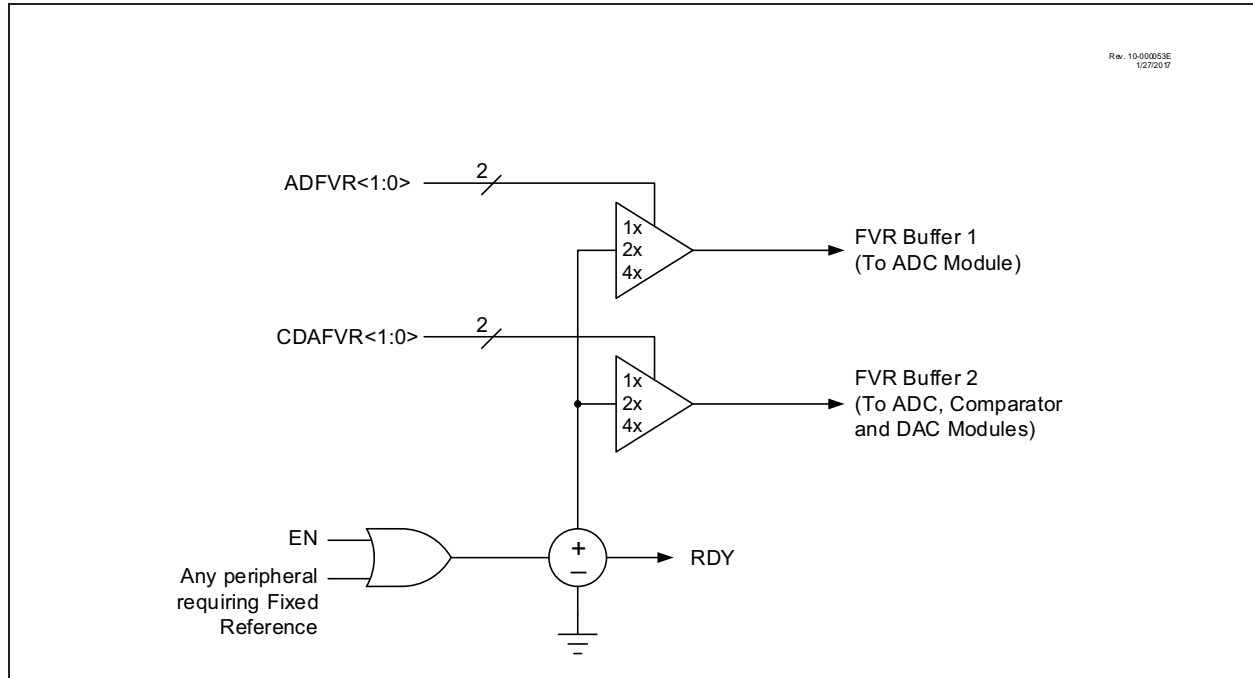 Rev. 10-000053E
1/27/2017
ADFVR<1:0>
2
1x
2x
4x
FVR Buffer 1
(To ADC Module)
CDAFVR<1:0>
2
1x
2x
4x
FVR Buffer 2
(To ADC, Comparator
and DAC Modules)
EN
Any peripheral
requiring Fixed
Reference
+
–
RDY